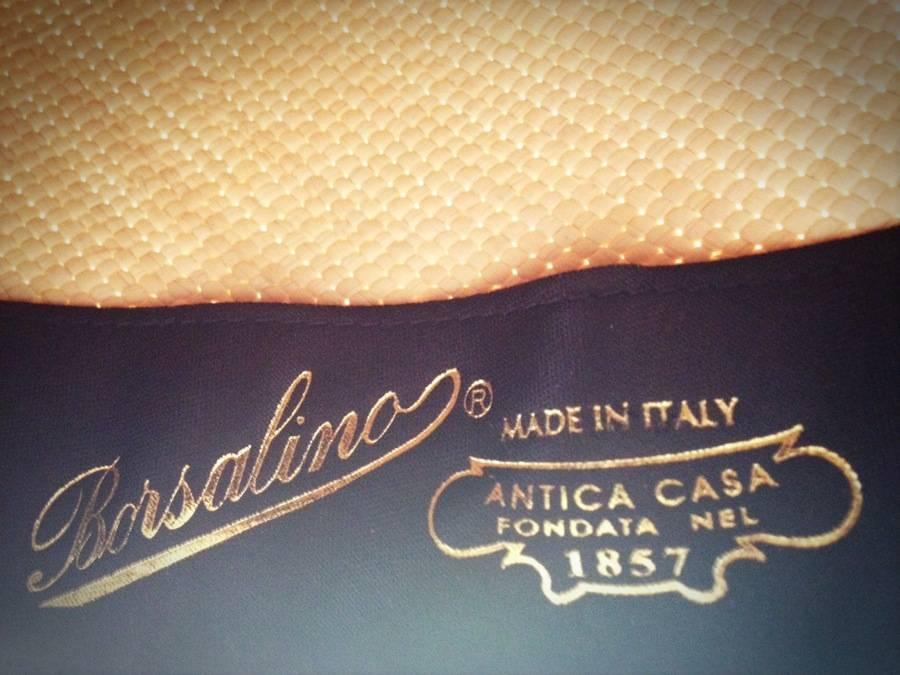 Borsalino®
MADE IN ITALY
ANTICA CASA
FONDATA NEL
1857